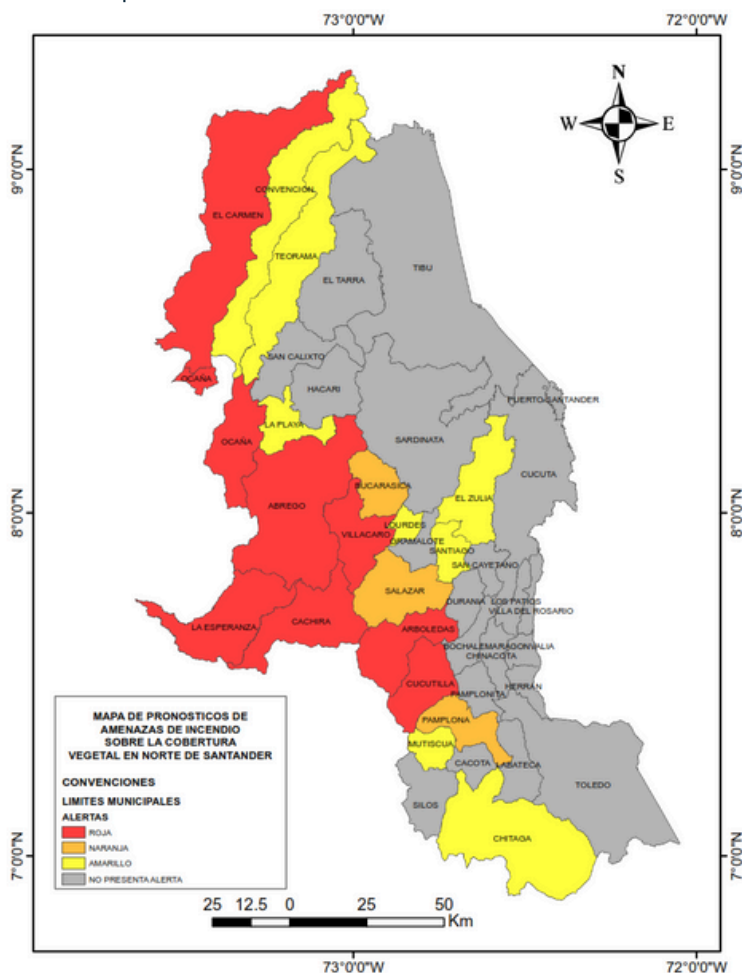 73°0'0"W
72°0'0"W
N
W
E
S
9°0'0"N
9°0'0"N
CONVENCIÓN
EL CARMEN
TEORAMA
TIBU
EL TARRA
SAN CALIXTO
OCAÑA
HACARI
PUERTO SANTANDER
LA PLAYA
OCAÑA
SARDINATA
CUCUTA
BUCARASICA
EL ZULIA
8°0'0"N
8°0'0"N
ABREGO
LOURDES
VILLACARO
GRAMALOTE
SANTIAGO
SAN CAYETANO
SALAZAR
DURANIA
LOS PATIOS
VILLA DEL ROSARIO
CACHIRA
LA ESPERANZA
ARBOLEDAS
BOCHALEMA
RAGONVALIA
CHINACOTA
CUCUTILLA
PAMPLONITA
HERRÁN
PAMPLONA
MUTISCUA
LABATECA
CACOTA
TOLEDO
SILOS
CHITAGA
7°0'0"N
7°0'0"N
MAPA DE PRONOSTICOS DE
AMENAZAS DE INCENDIO
SOBRE LA COBERTURA
VEGETAL EN NORTE DE SANTANDER
CONVENCIONES
LIMITES MUNICIPALES
ALERTAS
ROJA
NARANJA
AMARILLO
NO PRESENTA ALERTA
25 12.5 0 25 50
Km
73°0'0"W
72°0'0"W